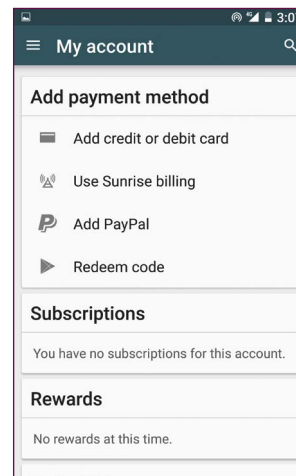 3:0
My account
Add payment method
Add credit or debit card
Use Sunrise billing
Add PayPal
Redeem code
Subscriptions
You have no subscriptions for this account.
Rewards
No rewards at this time.